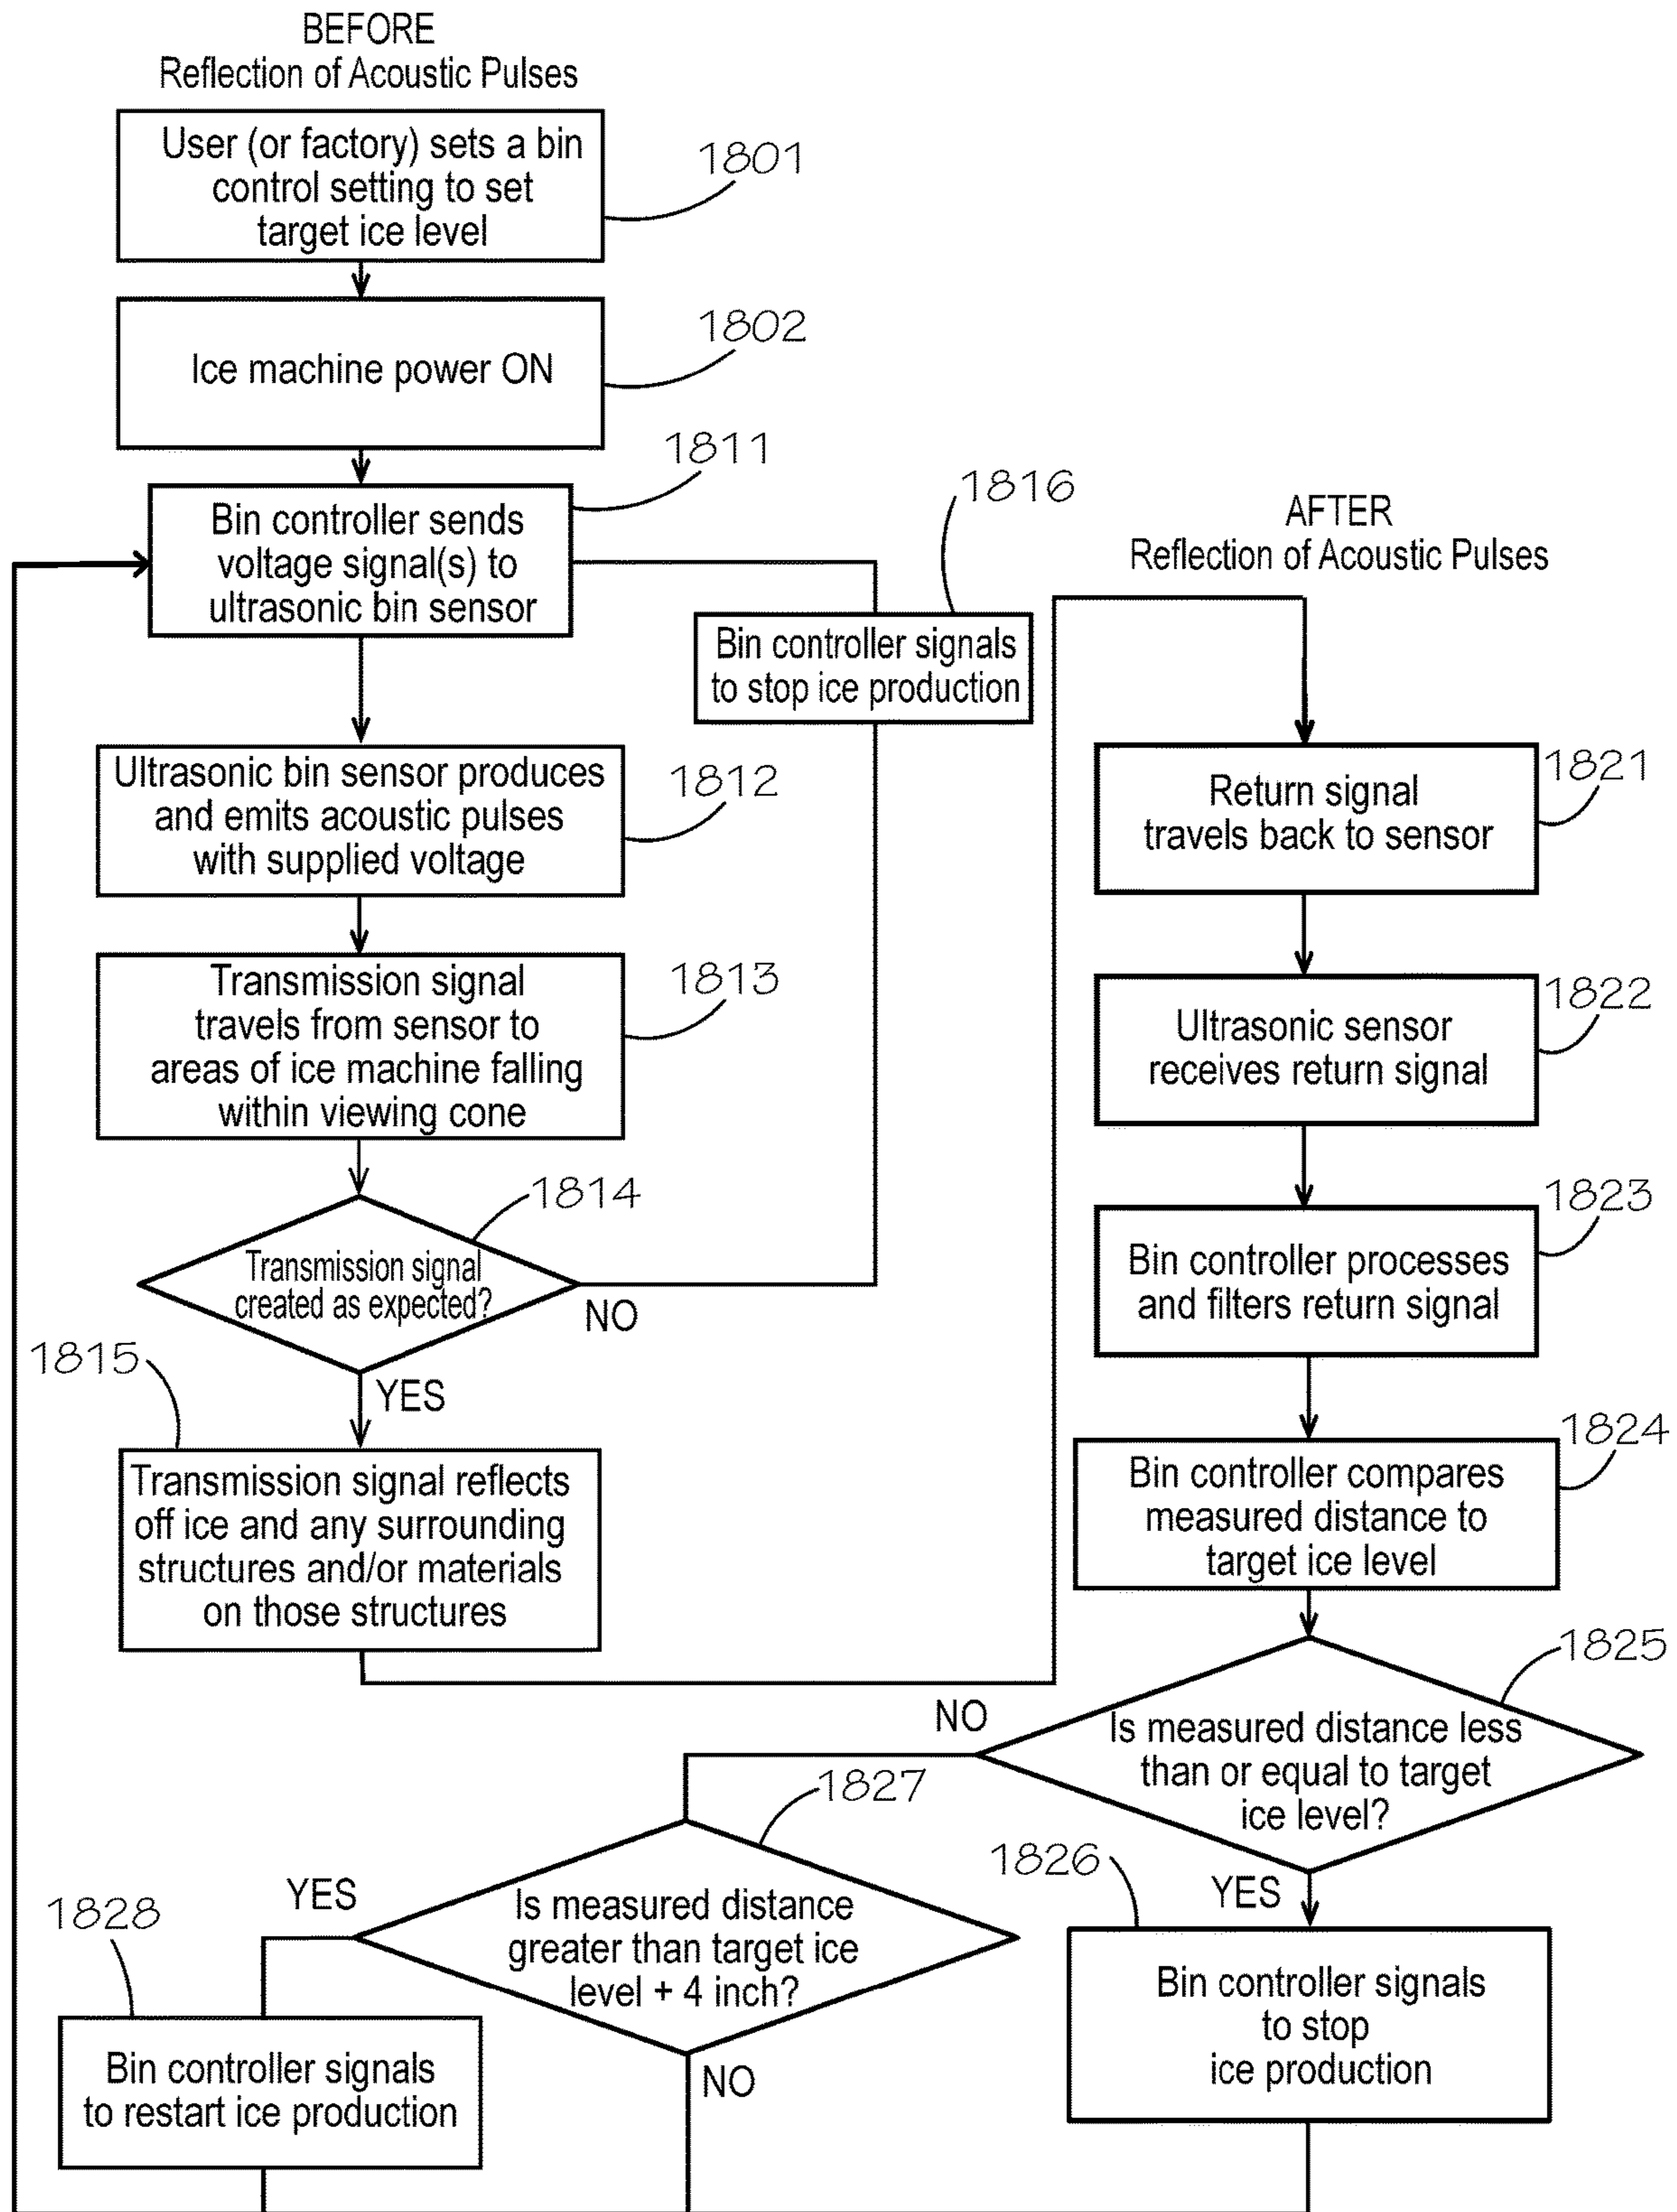 BEFORE
Reflection of Acoustic Pulses
User (or factory) sets a bin
control setting to set
target ice level
1801
Ice machine power ON
1802
Bin controller sends
voltage signal(s) to
ultrasonic bin sensor
1811
Bin controller signals
to stop ice production
1816
Ultrasonic bin sensor produces
and emits acoustic pulses
with supplied voltage
1812
Transmission signal
travels from sensor to
areas of ice machine falling
within viewing cone
1813
Transmission signal
created as expected?
1814
NO
YES
1815
Transmission signal reflects
off ice and any surrounding
structures and/or materials
on those structures
AFTER
Reflection of Acoustic Pulses
Return signal
travels back to sensor
1821
Ultrasonic sensor
receives return signal
1822
Bin controller processes
and filters return signal
1823
Bin controller compares
measured distance to
target ice level
1824
Is measured distance less
than or equal to target
ice level?
1825
NO
YES
1826
Bin controller signals
to stop
ice production
1827
Is measured distance
greater than target ice
level + 4 inch?
YES
NO
1828
Bin controller signals
to restart ice production